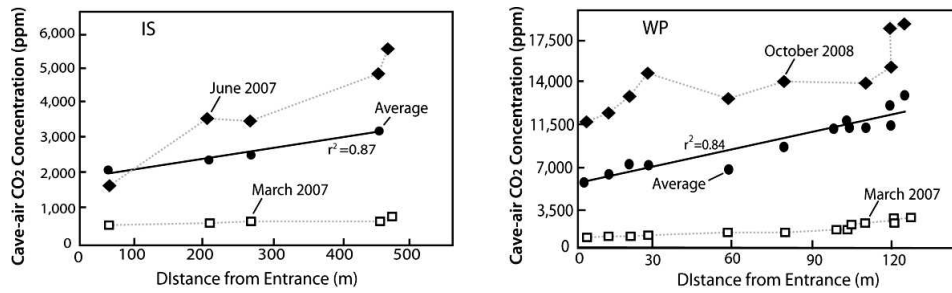 IS
Cave-air CO2 Concentration (ppm)
6,000
5,000
4,000
3,000
2,000
1,000
0
June 2007
Average
r²=0.87
March 2007
0 100 200 300 400 500
DIstance from Entrance (m)
WP
Cave-air CO2 Concentration (ppm)
17,500
14,000
11,500
7,000
3,500
0
October 2008
r²=0.84
Average
March 2007
0 30 60 90 120
DIstance from Entrance (m)